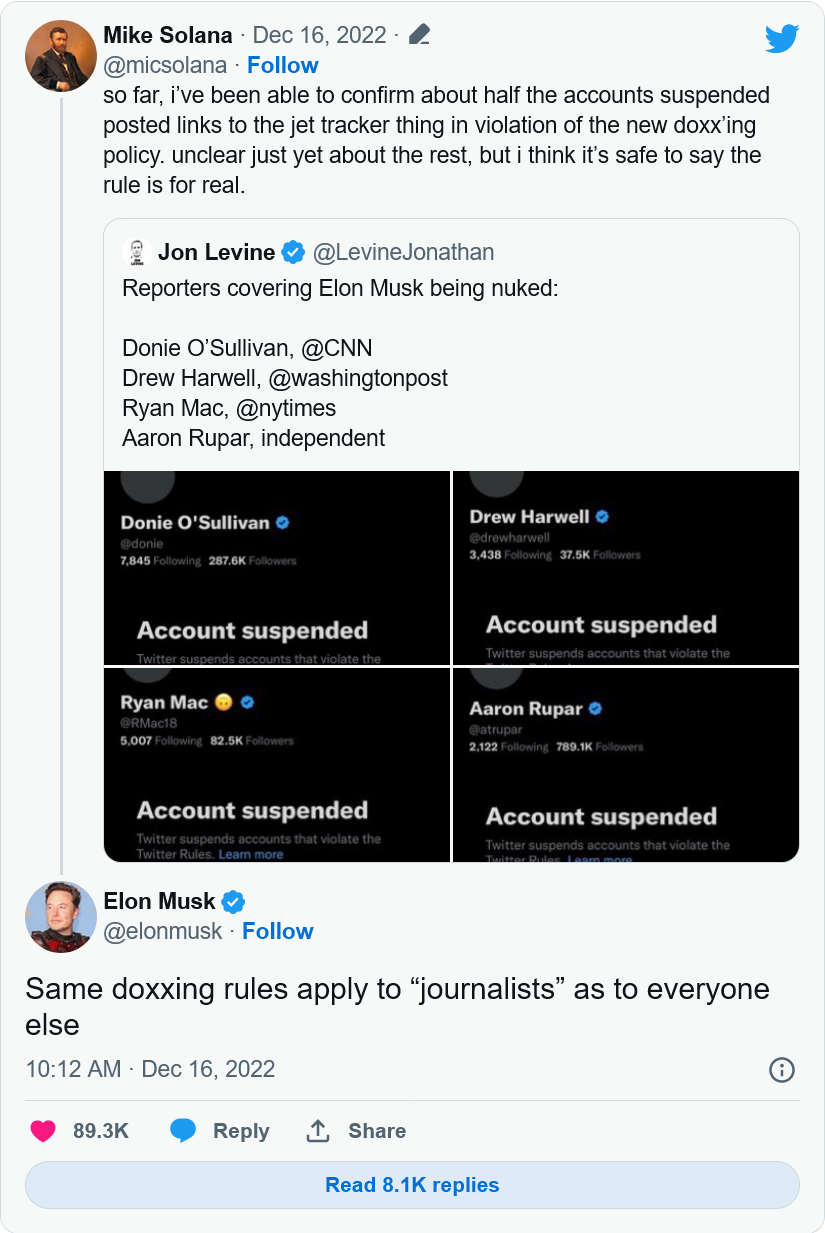 Mike Solana · Dec 16, 2022 ·
@micsolana · Follow
so far, i’ve been able to confirm about half the accounts suspended
posted links to the jet tracker thing in violation of the new doxx’ing
policy. unclear just yet about the rest, but i think it’s safe to say the
rule is for real.
Jon Levine @LevineJonathan
Reporters covering Elon Musk being nuked:
Donie O’Sullivan, @CNN
Drew Harwell, @washingtonpost
Ryan Mac, @nytimes
Aaron Rupar, independent
Donie O'Sullivan
@donie
7,845 Following 287.6K Followers
Account suspended
Twitter suspends accounts that violate the
Drew Harwell
@drewharwell
3,438 Following 37.5K Followers
Account suspended
Twitter suspends accounts that violate the
Ryan Mac 🙃
@RMac18
5,007 Following 82.5K Followers
Account suspended
Twitter suspends accounts that violate the
Twitter Rules. Learn more
Aaron Rupar
@atrupar
2,122 Following 789.1K Followers
Account suspended
Twitter suspends accounts that violate the
Twitter Rules. Learn more
Elon Musk
@elonmusk · Follow
Same doxxing rules apply to “journalists” as to everyone
else
10:12 AM · Dec 16, 2022
89.3K Reply Share
Read 8.1K replies